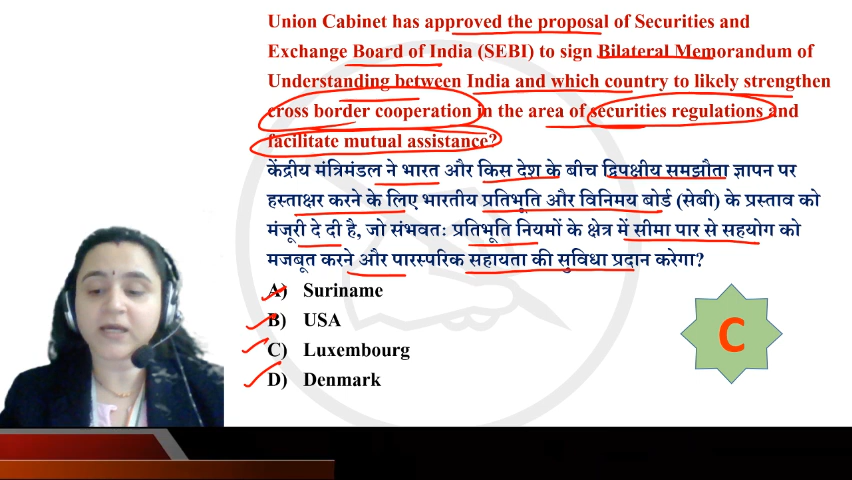 Union Cabinet has approved the proposal of Securities and
Exchange Board of India (SEBI) to sign Bilateral Memorandum of
Understanding between India and which country to likely strengthen
cross border cooperation in the area of securities regulations and
facilitate mutual assistance?
केंद्रीय मंत्रिमंडल ने भारत और किस देश के बीच द्विपक्षीय समझौता ज्ञापन पर
हस्ताक्षर करने के लिए भारतीय प्रतिभूति और विनिमय बोर्ड (सेबी) के प्रस्ताव को
मंजूरी दे दी है, जो संभवतः प्रतिभूति नियमों के क्षेत्र में सीमा पार से सहयोग को
मजबूत करने और पारस्परिक सहायता की सुविधा प्रदान करेगा?
A) Suriname
B) USA
C) Luxembourg
D) Denmark
C